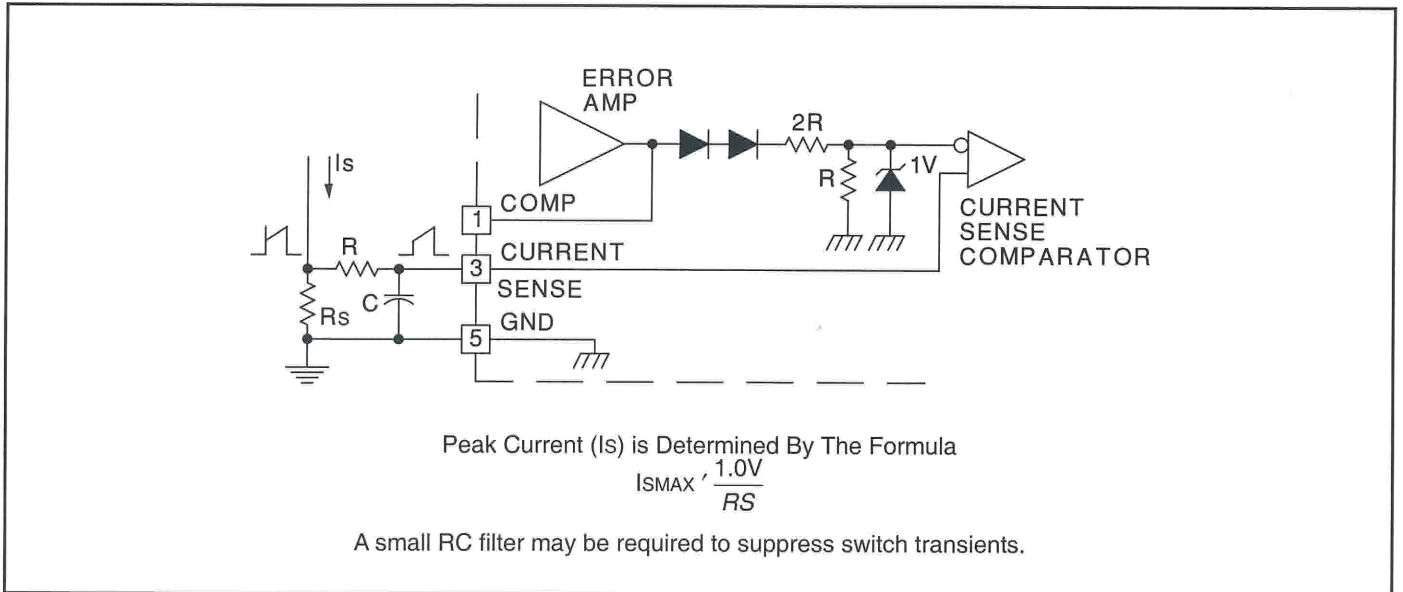 ERROR
AMP
2R
R
1V
Is
COMP
1
R
CURRENT
3
SENSE
C
Rs
GND
5
CURRENT
SENSE
COMPARATOR
Peak Current (Is) is Determined By The Formula
ISMAX ′ 1.0V
RS
A small RC filter may be required to suppress switch transients.